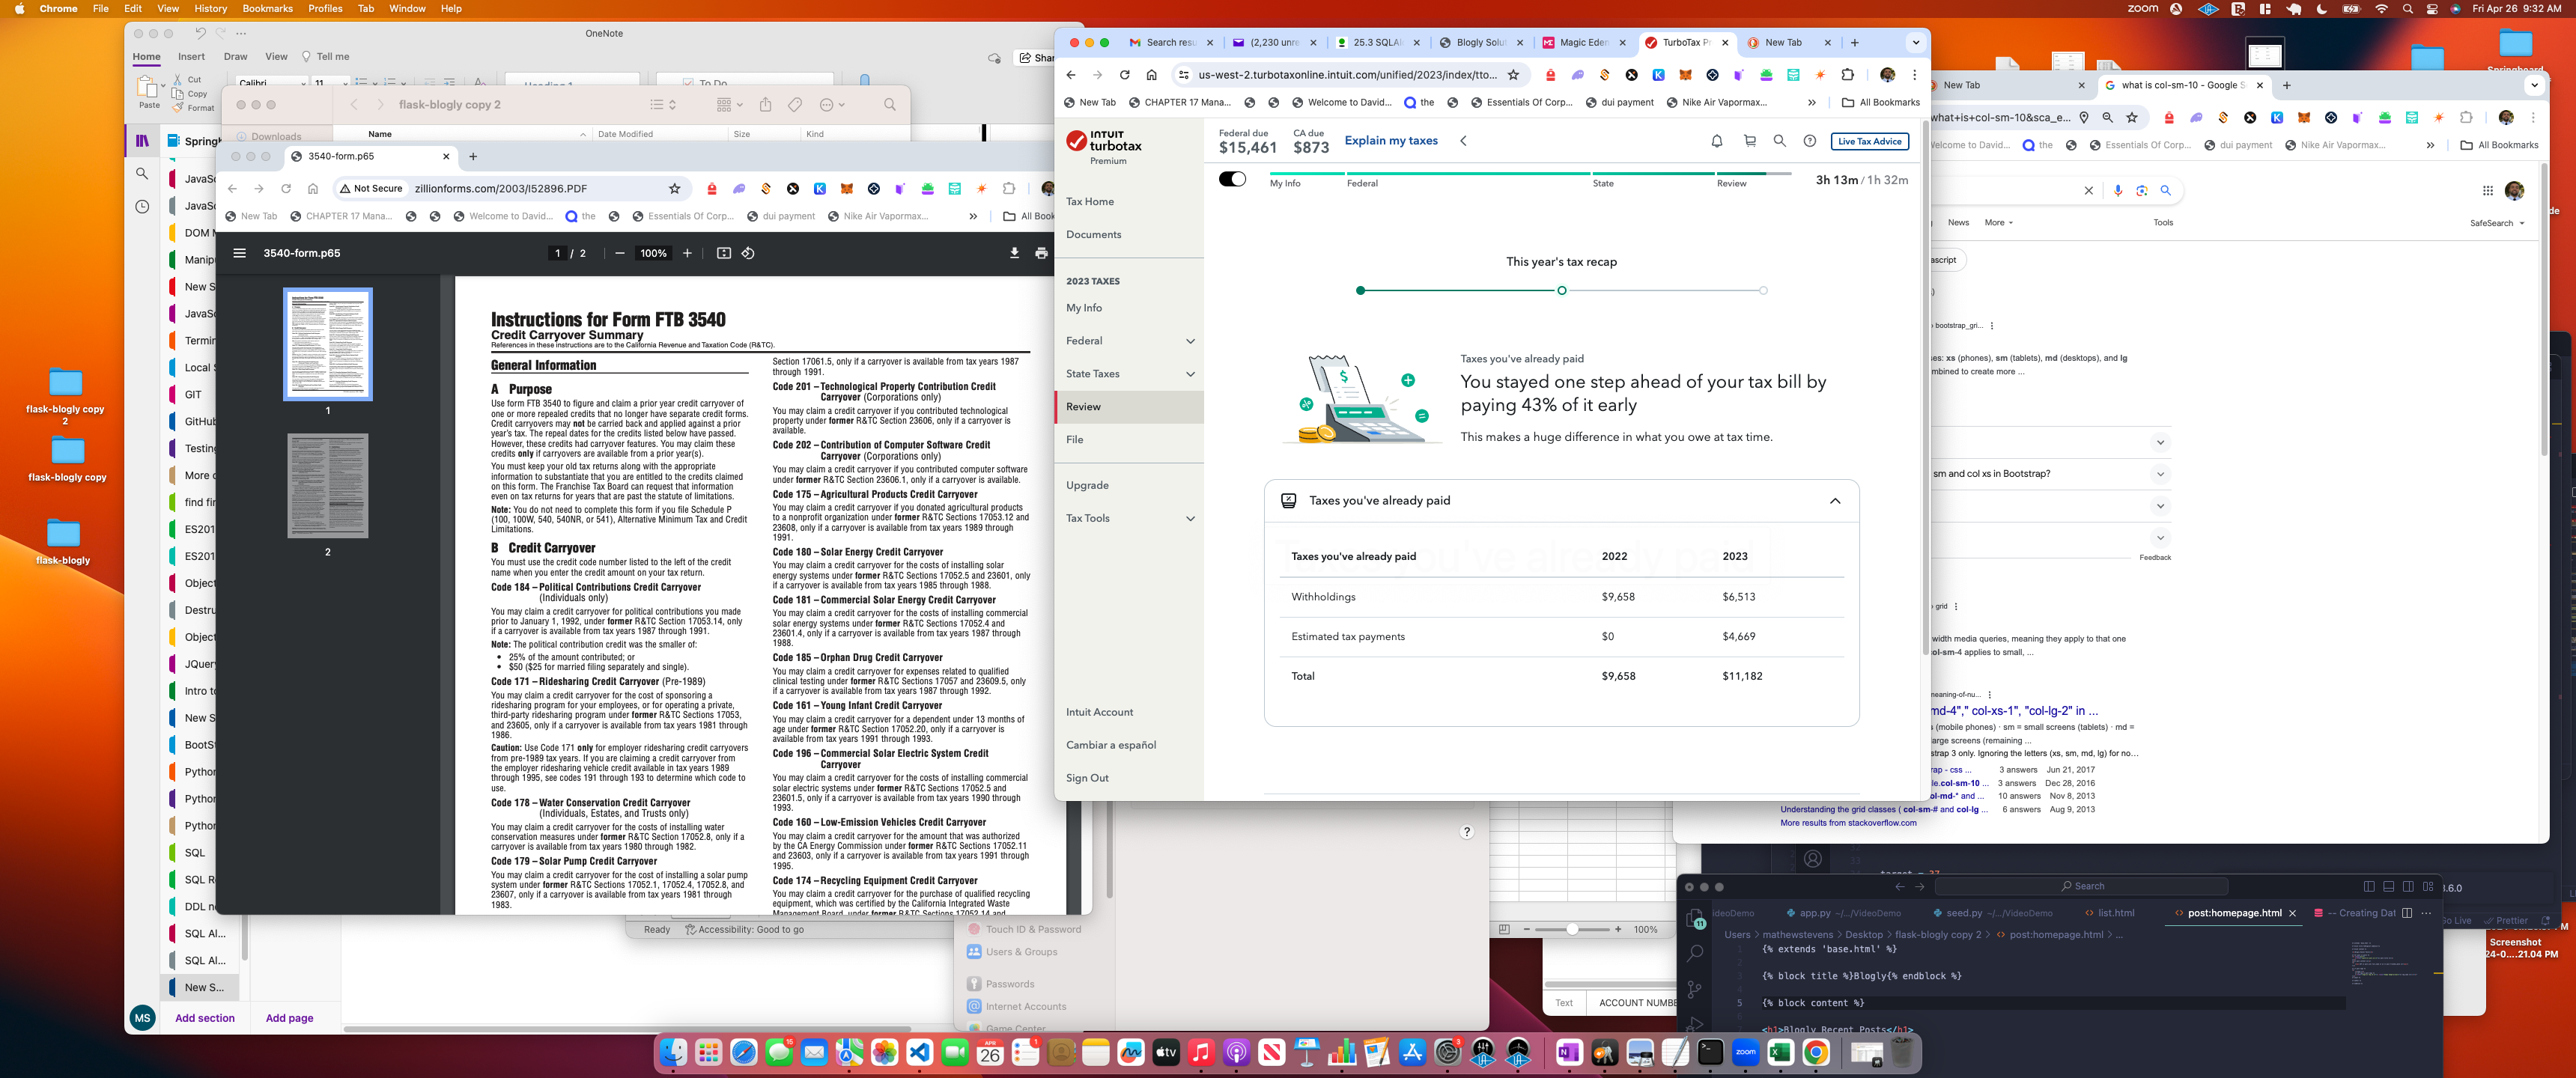 Chrome File Edit View History Bookmarks Profiles Tab Window Help
zoom Fri Apr 26 9:32 AM
OneNote
Home Insert Draw View Tell me
Paste Cut Copy Format
Calibri 11
To Do
flask-blogly copy 2
Downloads
Name Date Modified Size Kind
DOM
Local
GIT
BootSt
SQL
New S...
Add section Add page
MS
flask-blogly copy 2
flask-blogly copy
flask-blogly
3540-form.p65
Not Secure zillionforms.com/2003/I52896.PDF
New Tab CHAPTER 17 Mana... Welcome to David... the Essentials Of Corp... dui payment Nike Air Vapormax... » All Book
3540-form.p65 1 / 2 100%
1
2
Instructions for Form FTB 3540
Credit Carryover Summary
References in these instructions are to the California Revenue and Taxation Code (R&TC).
General Information
A Purpose
Use form FTB 3540 to figure and claim a prior year credit carryover of
one or more repealed credits that no longer have separate credit forms.
Credit carryovers may not be carried back and applied against a prior
year's tax. The repeal dates for the credits listed below have passed.
However, these credits had carryover features. You may claim these
credits only if carryovers are available from a prior year(s).
You must keep your old tax returns along with the appropriate
information to substantiate that you are entitled to the credits claimed
on this form. The Franchise Tax Board can request that information
even on tax returns for years that are past the statute of limitations.
Note: You do not need to complete this form if you file Schedule P
(100, 100W, 540, 540NR, or 541), Alternative Minimum Tax and Credit
Limitations.
B Credit Carryover
You must use the credit code number listed to the left of the credit
name when you enter the credit amount on your tax return.
Code 184 – Political Contributions Credit Carryover
(Individuals only)
You may claim a credit carryover for political contributions you made
prior to January 1, 1992, under former R&TC Section 17053.14, only
if a carryover is available from tax years 1987 through 1991.
Note: The political contribution credit was the smaller of:
• 25% of the amount contributed; or
• $50 ($25 for married filing separately and single).
Code 171 – Ridesharing Credit Carryover (Pre-1989)
You may claim a credit carryover for the cost of sponsoring a
ridesharing program for your employees, or for operating a private,
third-party ridesharing program under former R&TC Sections 17053,
and 23605, only if a carryover is available from tax years 1981 through
1986.
Caution: Use Code 171 only for employer ridesharing credit carryovers
from pre-1989 tax years. If you are claiming a credit carryover from
the employer ridesharing vehicle credit available in tax years 1989
through 1995, see codes 191 through 193 to determine which code to
use.
Code 178 – Water Conservation Credit Carryover
(Individuals, Estates, and Trusts only)
You may claim a credit carryover for the costs of installing water
conservation measures under former R&TC Section 17052.8, only if a
carryover is available from tax years 1980 through 1982.
Code 179 – Solar Pump Credit Carryover
You may claim a credit carryover for the cost of installing a solar pump
system under former R&TC Sections 17052.1, 17052.4, 17052.8, and
23607, only if a carryover is available from tax years 1981 through
1983.
Section 17061.5, only if a carryover is available from tax years 1987
through 1991.
Code 201 – Technological Property Contribution Credit
Carryover (Corporations only)
You may claim a credit carryover if you contributed technological
property under former R&TC Section 23606, only if a carryover is
available.
Code 202 – Contribution of Computer Software Credit
Carryover (Corporations only)
You may claim a credit carryover if you contributed computer software
under former R&TC Section 23606.1, only if a carryover is available.
Code 175 – Agricultural Products Credit Carryover
You may claim a credit carryover if you donated agricultural products
to a nonprofit organization under former R&TC Sections 17053.12 and
23608, only if a carryover is available from tax years 1989 through
1991.
Code 180 – Solar Energy Credit Carryover
You may claim a credit carryover for the costs of installing solar
energy systems under former R&TC Sections 17052.5 and 23601, only
if a carryover is available from tax years 1985 through 1988.
Code 181 – Commercial Solar Energy Credit Carryover
You may claim a credit carryover for the costs of installing commercial
solar energy systems under former R&TC Sections 17052.4 and
23601.4, only if a carryover is available from tax years 1987 through
1988.
Code 185 – Orphan Drug Credit Carryover
You may claim a credit carryover for expenses related to qualified
clinical testing under former R&TC Sections 17057 and 23609.5, only
if a carryover is available from tax years 1987 through 1992.
Code 161 – Young Infant Credit Carryover
You may claim a credit carryover for a dependent under 13 months of
age under former R&TC Section 17052.20, only if a carryover is
available from tax years 1991 through 1993.
Code 196 – Commercial Solar Electric System Credit
Carryover
You may claim a credit carryover for the costs of installing commercial
solar electric systems under former R&TC Sections 17052.5 and
23601.5, only if a carryover is available from tax years 1990 through
1993.
Code 160 – Low-Emission Vehicles Credit Carryover
You may claim a credit carryover for the amount that was authorized
by the CA Energy Commission under former R&TC Sections 17052.11
and 23603, only if a carryover is available from tax years 1991 through
1995.
Code 174 – Recycling Equipment Credit Carryover
You may claim a credit carryover for the purchase of qualified recycling
equipment, which was certified by the California Integrated Waste
Management Board, under former R&TC Sections 17052.14 and
Search resu (2,230 unre 25.3 SQLAl Blogly Solu Magic Eden TurboTax Pr New Tab
us-west-2.turbotaxonline.intuit.com/unified/2023/index/tto...
New Tab CHAPTER 17 Mana... Welcome to David... the Essentials Of Corp... dui payment Nike Air Vapormax... » All Bookmarks
INTUIT
turbotax
Premium
Federal due CA due
$15,461 $873
Explain my taxes
Live Tax Advice
My Info Federal State Review
3h 13m / 1h 32m
Tax Home
Documents
2023 TAXES
My Info
Federal
State Taxes
Review
File
Upgrade
Tax Tools
Intuit Account
Cambiar a español
Sign Out
This year's tax recap
Taxes you've already paid
You stayed one step ahead of your tax bill by
paying 43% of it early
This makes a huge difference in what you owe at tax time.
Taxes you've already paid
Taxes you've already paid 2022 2023
Withholdings $9,658 $6,513
Estimated tax payments $0 $4,669
Total $9,658 $11,182
New Tab what is col-sm-10 - Google S
what+is+col-sm-10&sca_e...
elcome to David... the Essentials Of Corp... dui payment Nike Air Vapormax... » All Bookmarks
News More Tools SafeSearch
ascript
bootstrap_gri...
es: xs (phones), sm (tablets), md (desktops), and lg
mbined to create more ...
sm and col xs in Bootstrap?
Feedback
grid
width media queries, meaning they apply to that one
ol-sm-4 applies to small, ...
neaning-of-nu...
md-4"," col-xs-1", "col-lg-2" in ...
(mobile phones) · sm = small screens (tablets) · md =
arge screens (remaining ...
strap 3 only. Ignoring the letters (xs, sm, md, lg) for no...
rap - css ... 3 answers Jun 21, 2017
le.col-sm-10 ... 3 answers Dec 28, 2016
ol-md-* and ... 10 answers Nov 8, 2013
Understanding the grid classes ( col-sm-# and col-lg ... 6 answers Aug 9, 2013
More results from stackoverflow.com
Ready Accessibility: Good to go
100%
Touch ID & Password
Users & Groups
Passwords
Internet Accounts
Game Center
Text ACCOUNT NUMBE
Search
ideoDemo app.py ~/.../VideoDemo seed.py ~/.../VideoDemo list.html post:homepage.html -- Creating Dat
Users > mathewstevens > Desktop > flask-blogly copy 2 > post:homepage.html > ...
{% extends 'base.html' %}
{% block title %}Blogly{% endblock %}
5 {% block content %}
<h1>Blogly Recent Posts</h1>
3.6.0
Go Live Prettier
Screenshot
24-0....21.04 PM
APR
26
tv
zoom